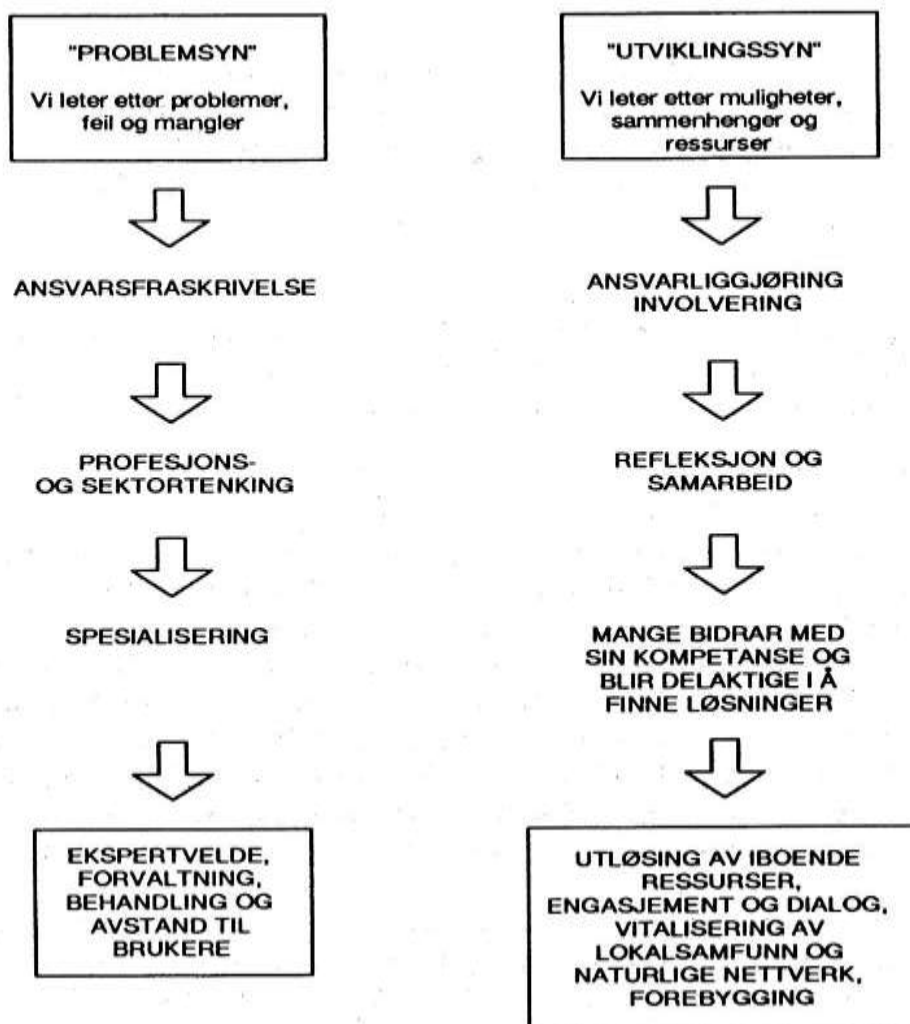 "PROBLEMSYN"
Vi leter etter problemer,
feil og mangler
ANSVARSFRASKRIVELSE
PROFESJONS-
OG SEKTORTENKING
SPESIALISERING
EKSPERTVELDE,
FORVALTNING,
BEHANDLING OG
AVSTAND TIL
BRUKERE
"UTVIKLINGSSYN"
Vi leter etter muligheter,
sammenhenger og
ressurser
ANSVARLIGGJØRING
INVOLVERING
REFLEKSJON OG
SAMARBEID
MANGE BIDRAR MED
SIN KOMPETANSE OG
BLIR DELAKTIGE I Å
FINNE LØSNINGER
UTLØSING AV IBOENDE
RESSURSER,
ENGASJEMENT OG DIALOG,
VITALISERING AV
LOKALSAMFUNN OG
NATURLIGE NETTVERK,
FOREBYGGING